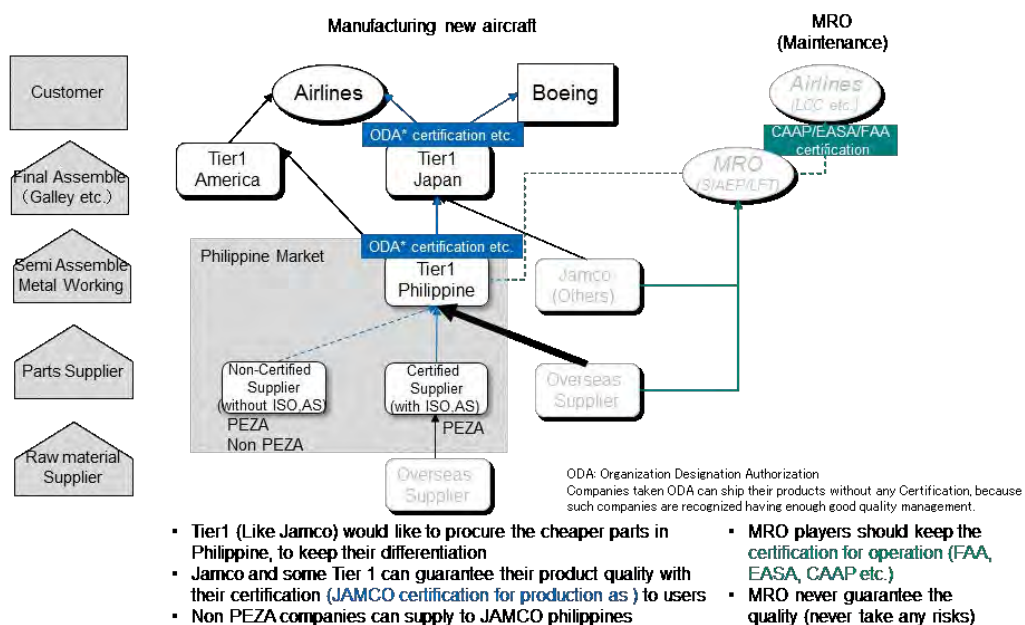 Manufacturing new aircraft
MRO
(Maintenance)
Customer
Airlines
Boeing
Airlines
(LCC etc.)
ODA* certification etc.
CAAP/EASA/FAA
certification
Final Assemble
(Galley etc.)
Tier1
America
Tier1
Japan
MRO
(SIAEP/LFT)
ODA* certification etc.
Philippine Market
Semi Assemble
Metal Working
Tier1
Philippine
Jamco
(Others)
Parts Supplier
Non-Certified
Supplier
(without ISO,AS)
Certified
Supplier
(with ISO,AS)
Overseas
Supplier
PEZA
Non PEZA
PEZA
Raw material
Supplier
Overseas
Supplier
ODA: Organization Designation Authorization
Companies taken ODA can ship their products without any Certification, because
such companies are recognized having enough good quality management.
▪ Tier1 (Like Jamco) would like to procure the cheaper parts in
Philippine, to keep their differentiation
▪ Jamco and some Tier 1 can guarantee their product quality with
their certification (JAMCO certification for production as ) to users
▪ Non PEZA companies can supply to JAMCO philippines
▪ MRO players should keep the
certification for operation (FAA,
EASA, CAAP etc.)
▪ MRO never guarantee the
quality (never take any risks)